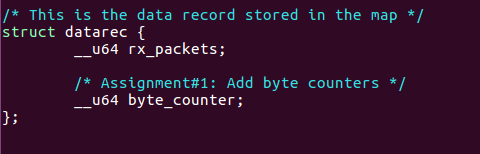 /* This is the data record stored in the map */
struct datarec {
        __u64 rx_packets;

        /* Assignment#1: Add byte counters */
        __u64 byte_counter;
};